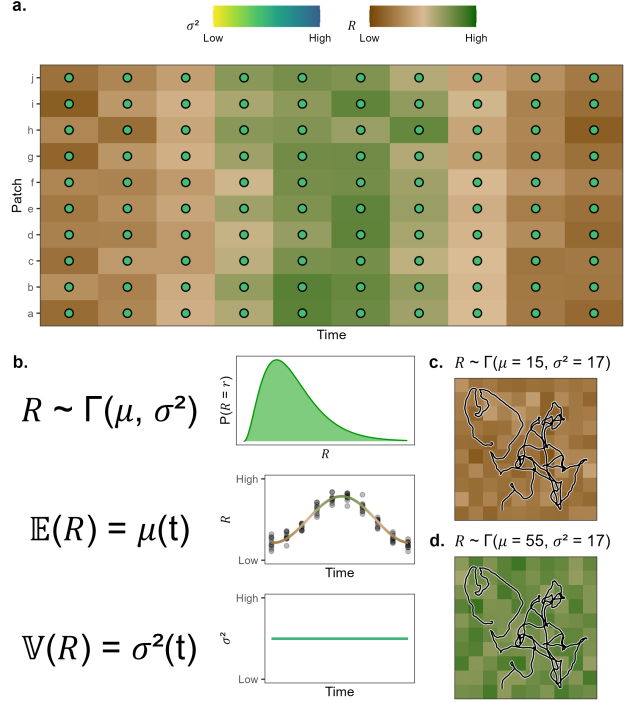 a.
σ²
Low High
R
Low High
Patch
j
i
h
g
f
e
d
c
b
a
Time
b.
R ~ Γ(μ, σ²)
P(R = r)
R
𝔼(R) = μ(t)
High
R
Low
Time
𝕍(R) = σ²(t)
High
σ²
Low
Time
c. R ~ Γ(μ = 15, σ² = 17)
d. R ~ Γ(μ = 55, σ² = 17)